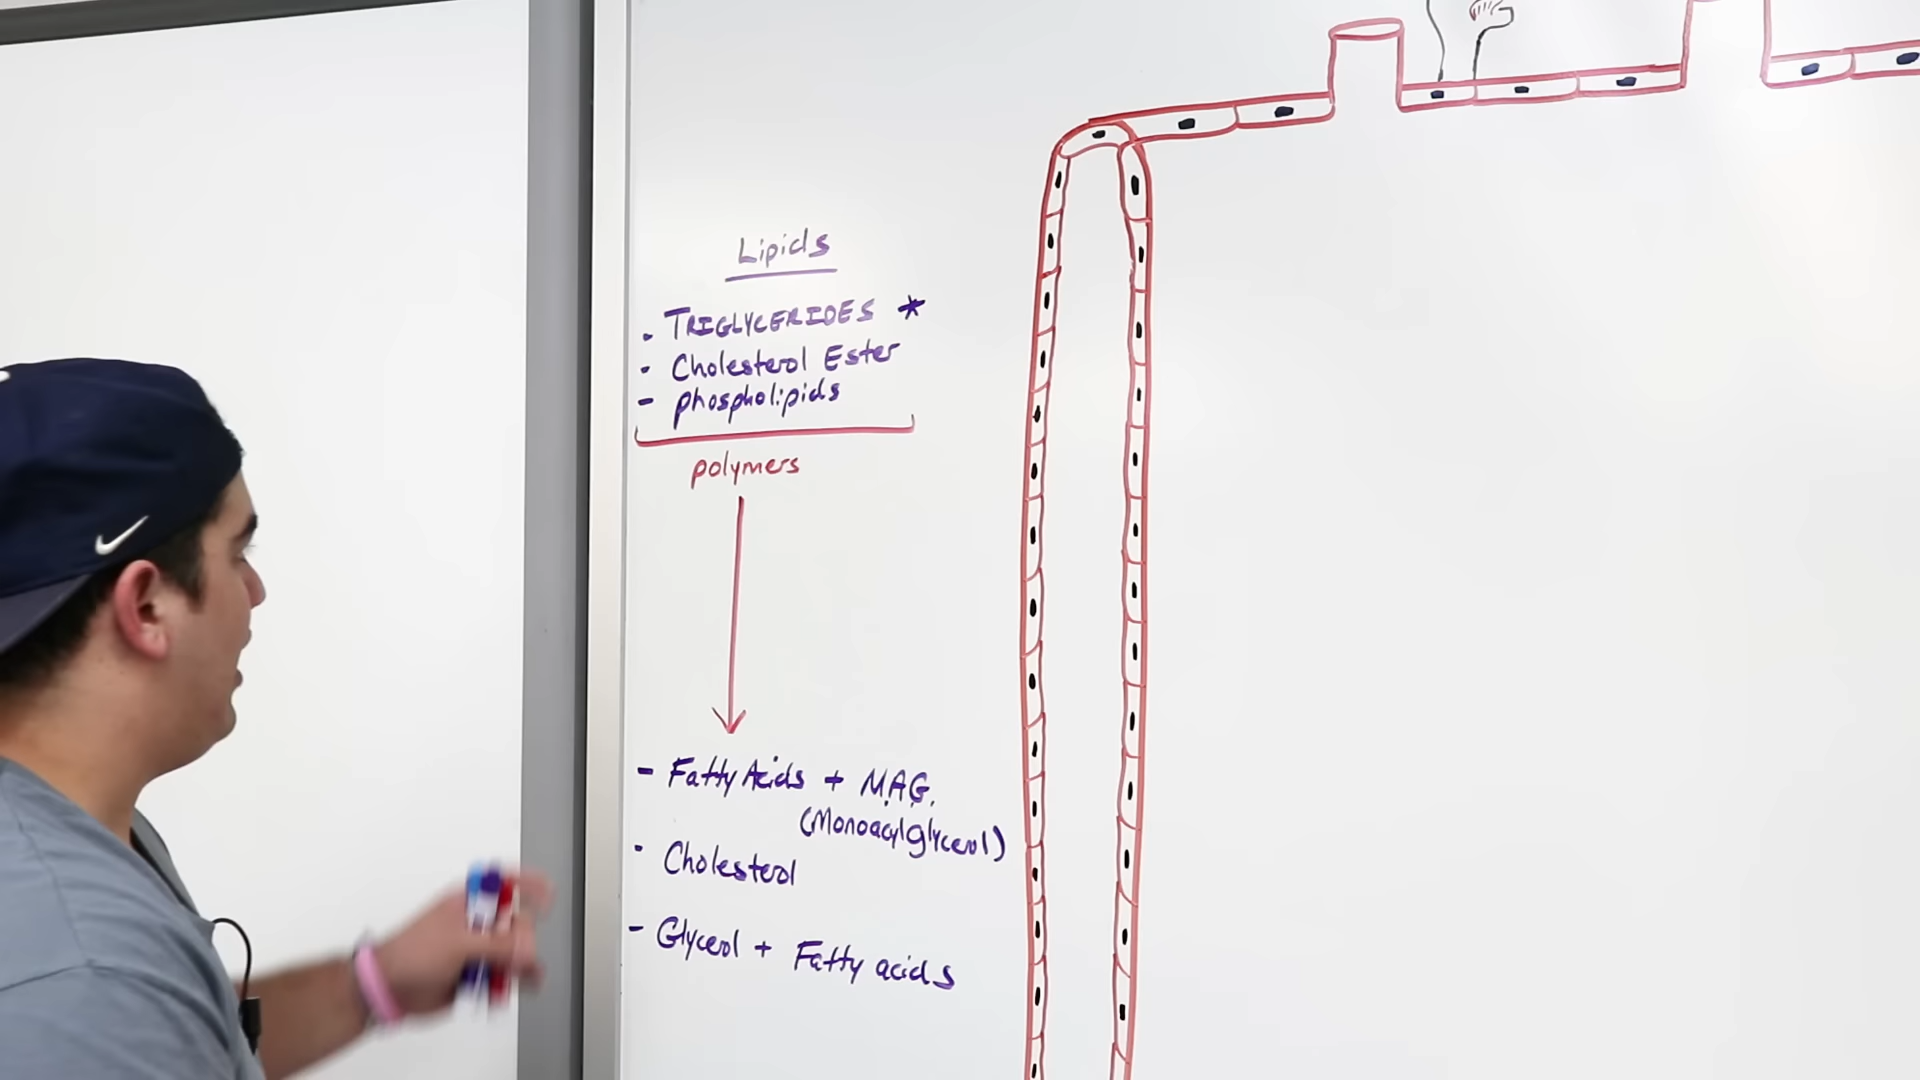 Lipids
- TRIGLYCERIDES *
- Cholesterol Ester
- phospholipids
polymers
- Fatty Acids + M.A.G.
(Monoacylglycerol)
- Cholesterol
- Glycerol + Fatty acids